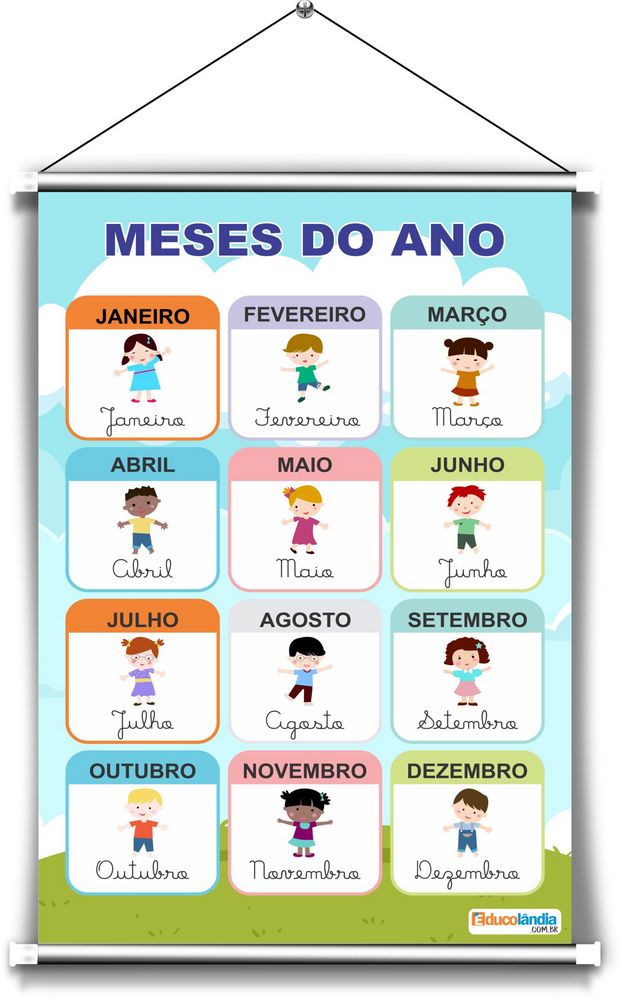 MESES DO ANO
JANEIRO
Janeiro
FEVEREIRO
Fevereiro
MARÇO
Março
ABRIL
Abril
MAIO
Maio
JUNHO
Junho
JULHO
Julho
AGOSTO
Agosto
SETEMBRO
Setembro
OUTUBRO
Outubro
NOVEMBRO
Novembro
DEZEMBRO
Dezembro
Educolândia
.COM.BR